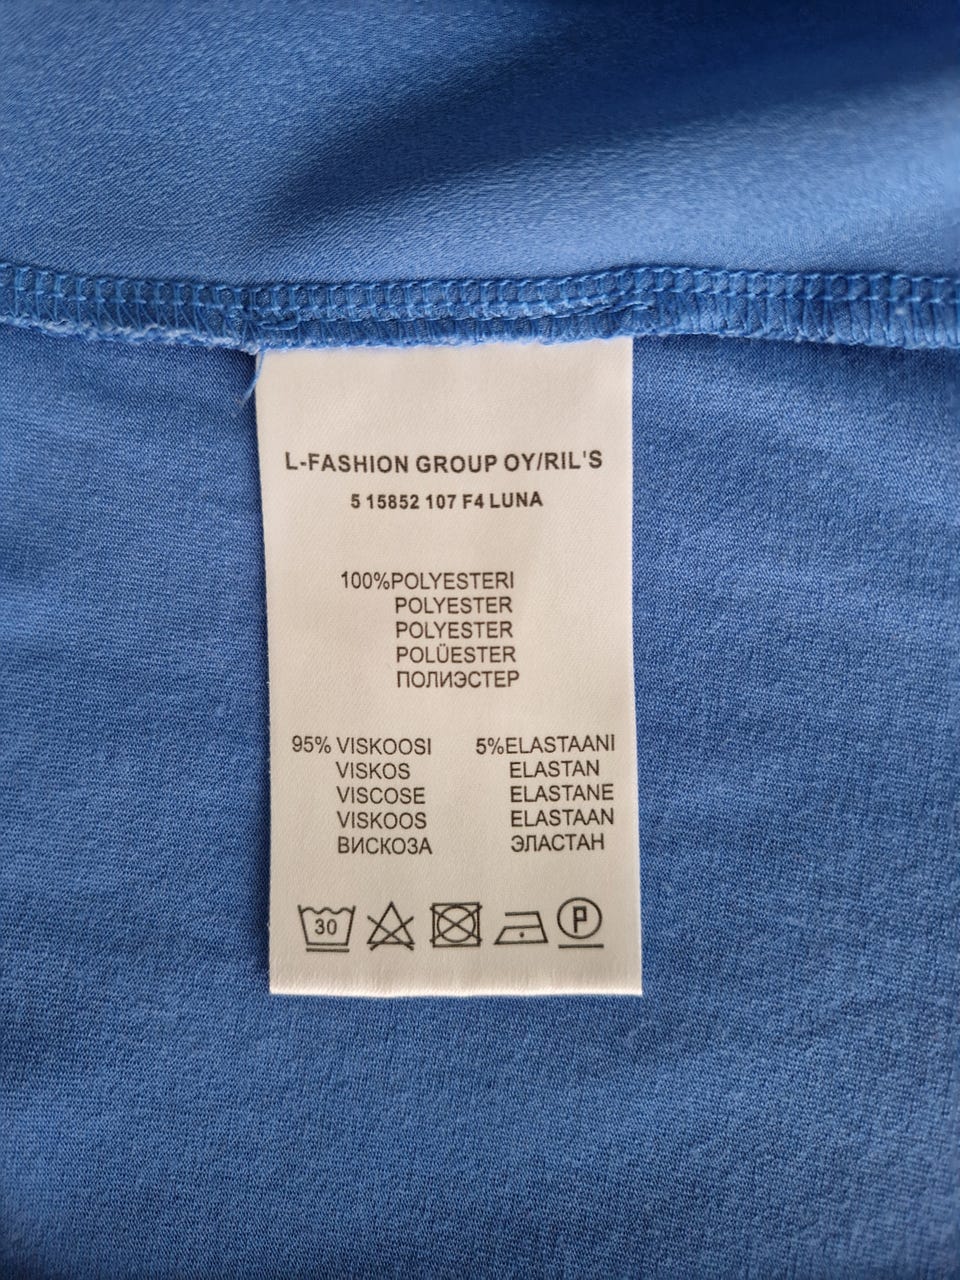 L-FASHION GROUP OY/RIL'S
5 15852 107 F4 LUNA
100%POLYESTERI
POLYESTER
POLYESTER
POLÜESTER
ПОЛИЭСТЕР
95% VISKOOSI 5%ELASTAANI
VISKOS ELASTAN
VISCOSE ELASTANE
VISKOOS ELASTAAN
ВИСКОЗА ЭЛАСТАН
30 P